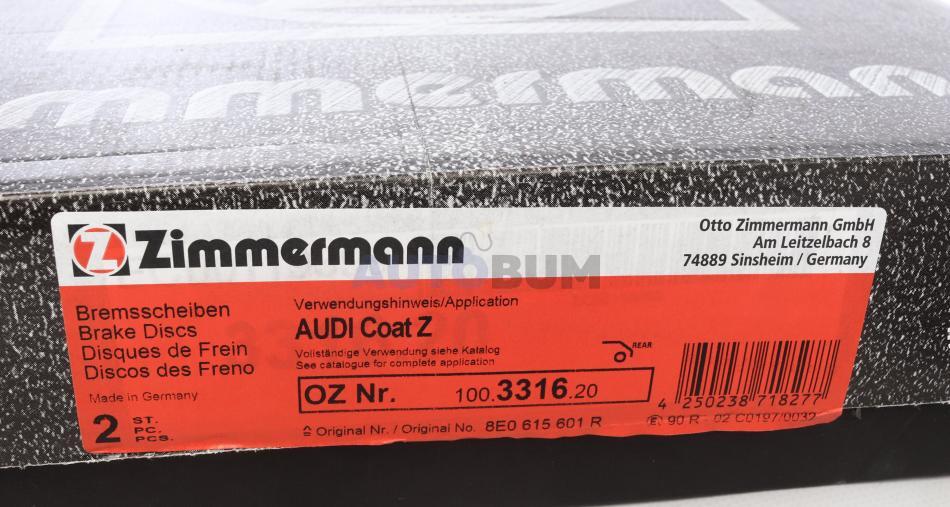 mmermann
Z Zimmermann
Otto Zimmermann GmbH
Am Leitzelbach 8
74889 Sinsheim / Germany
AUTOBUM
Bremsscheiben
Brake Discs
Disques de Frein
Discos des Freno
Made in Germany
2 ST.
PC.
PCS.
Verwendungshinweis/Application
AUDI Coat Z
Vollständige Verwendung siehe Katalog
See catalogue for complete application
REAR
OZ Nr. 100.3316.20
≙ Original Nr. / Original No. 8E0 615 601 R
4 250238 718277
E1 90 R - 02 C0197/0032